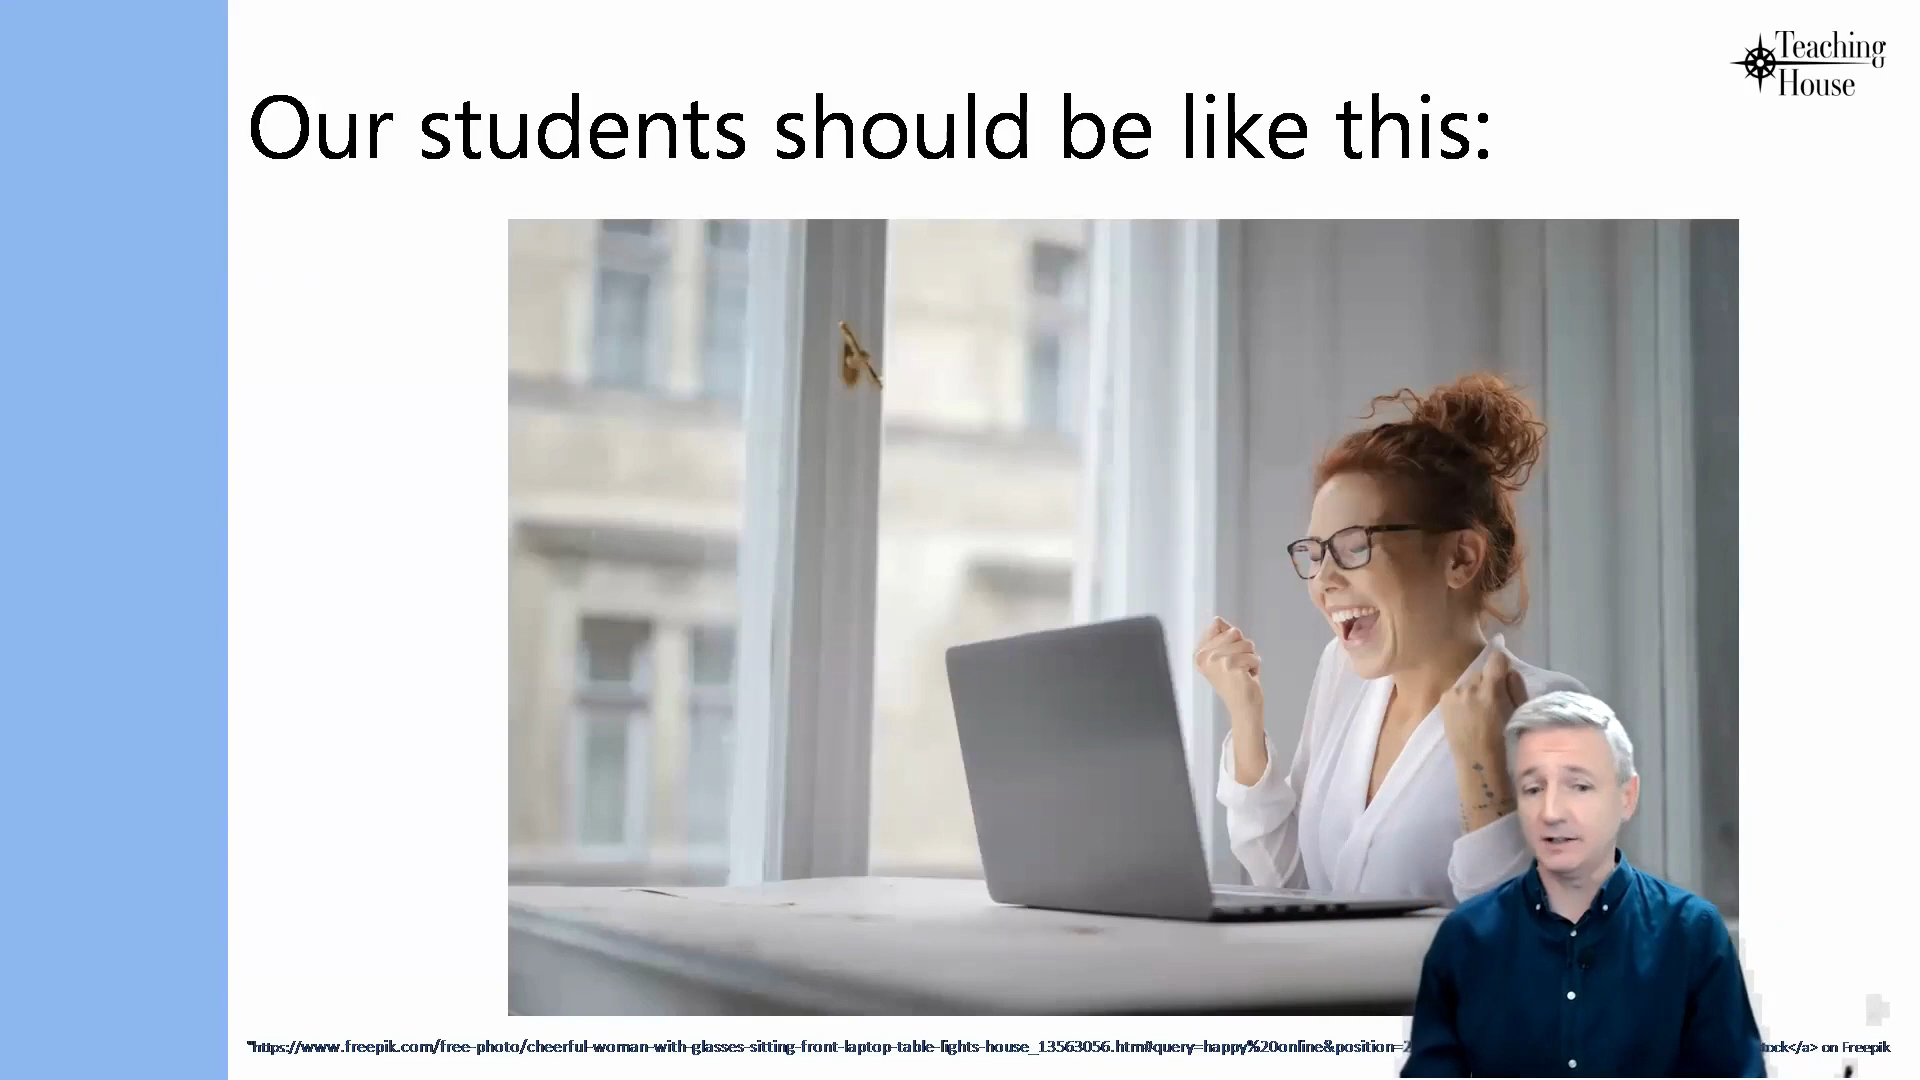 Teaching
House
Our students should be like this:
"https://www.freepik.com/free-photo/cheerful-woman-with-glasses-sitting-front-laptop-table-lights-house_13563056.htm#query=happy%20online&position=2 tock</a> on Freepik